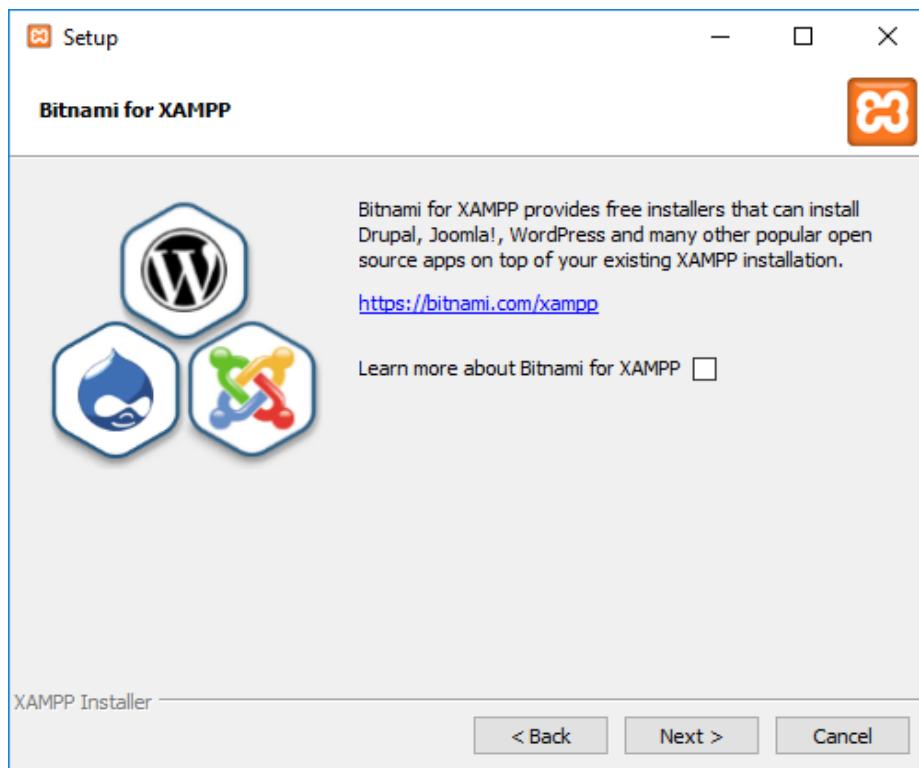 Setup
Bitnami for XAMPP
Bitnami for XAMPP provides free installers that can install
Drupal, Joomla!, WordPress and many other popular open
source apps on top of your existing XAMPP installation.
https://bitnami.com/xampp
Learn more about Bitnami for XAMPP
XAMPP Installer
< Back
Next >
Cancel